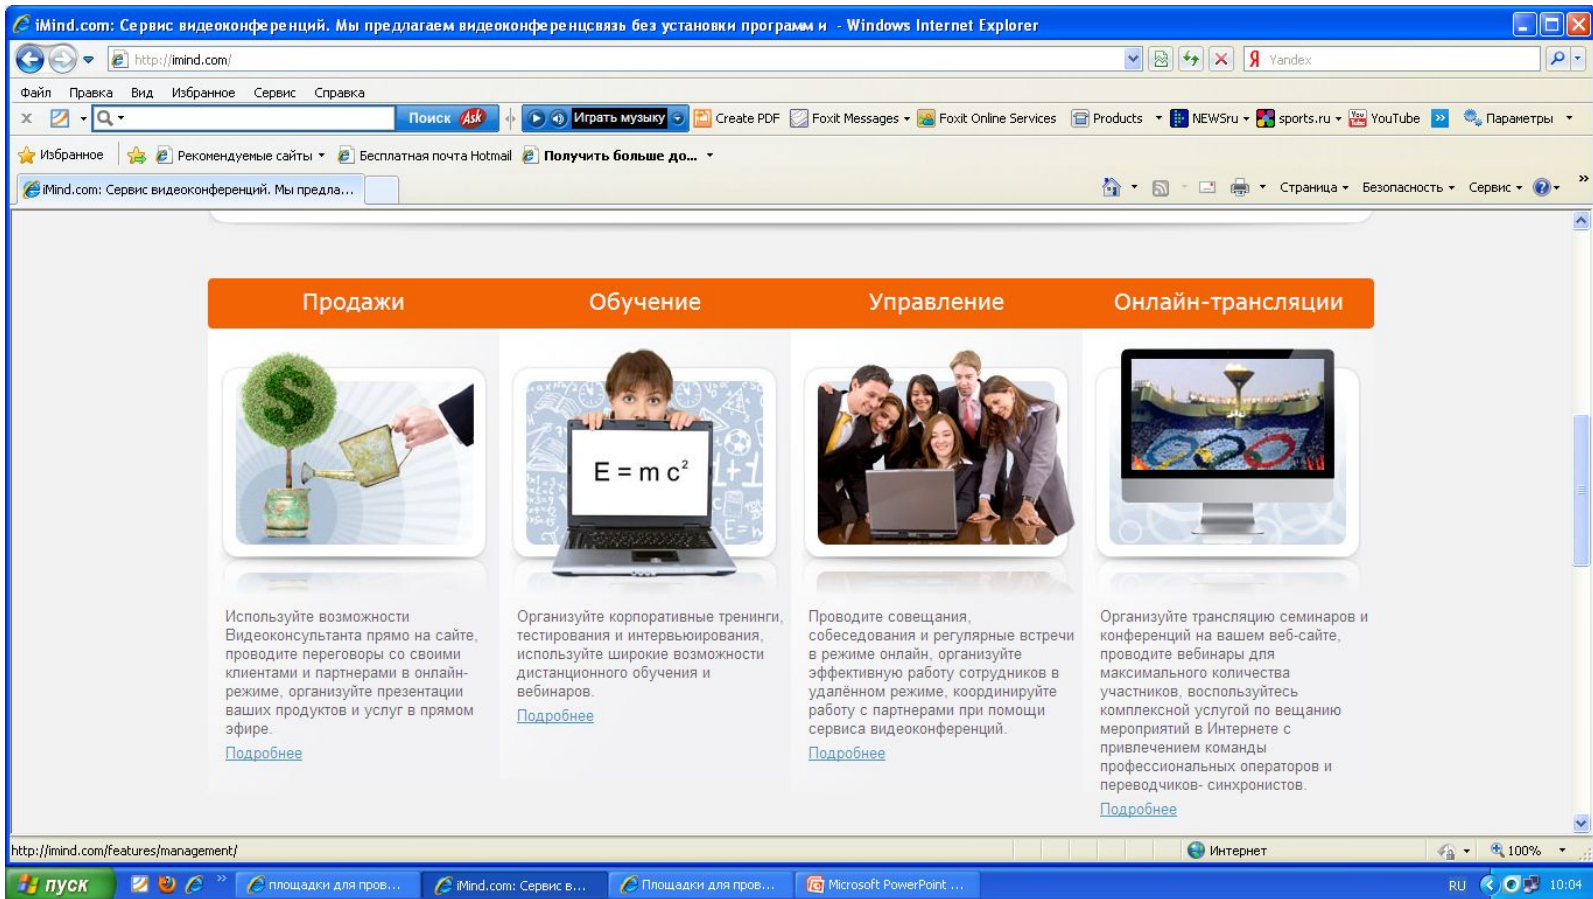 iMind.com: Сервис видеоконференций. Мы предлагаем видеоконференцсвязь без установки программ и - Windows Internet Explorer
http://imind.com/
Yandex
Файл Правка Вид Избранное Сервис Справка
Поиск Ask Играть музыку Create PDF Foxit Messages Foxit Online Services Products NEWSru sports.ru YouTube Параметры
Избранное Рекомендуемые сайты Бесплатная почта Hotmail Получить больше до...
iMind.com: Сервис видеоконференций. Мы предла... Страница Безопасность Сервис
Продажи Обучение Управление Онлайн-трансляции
$
E = m c²
Используйте возможности
Видеоконсультанта прямо на сайте,
проводите переговоры со своими
клиентами и партнерами в онлайн-
режиме, организуйте презентации
ваших продуктов и услуг в прямом
эфире.
Подробнее
Организуйте корпоративные тренинги,
тестирования и интервьюирования,
используйте широкие возможности
дистанционного обучения и
вебинаров.
Подробнее
Проводите совещания,
собеседования и регулярные встречи
в режиме онлайн, организуйте
эффективную работу сотрудников в
удалённом режиме, координируйте
работу с партнерами при помощи
сервиса видеоконференций.
Подробнее
Организуйте трансляцию семинаров и
конференций на вашем веб-сайте,
проводите вебинары для
максимального количества
участников, воспользуйтесь
комплексной услугой по вещанию
мероприятий в Интернете с
привлечением команды
профессиональных операторов и
переводчиков- синхронистов.
Подробнее
http://imind.com/features/management/ Интернет 100%
пуск площадки для пров... iMind.com: Сервис в... Площадки для пров... Microsoft PowerPoint ... RU 10:04